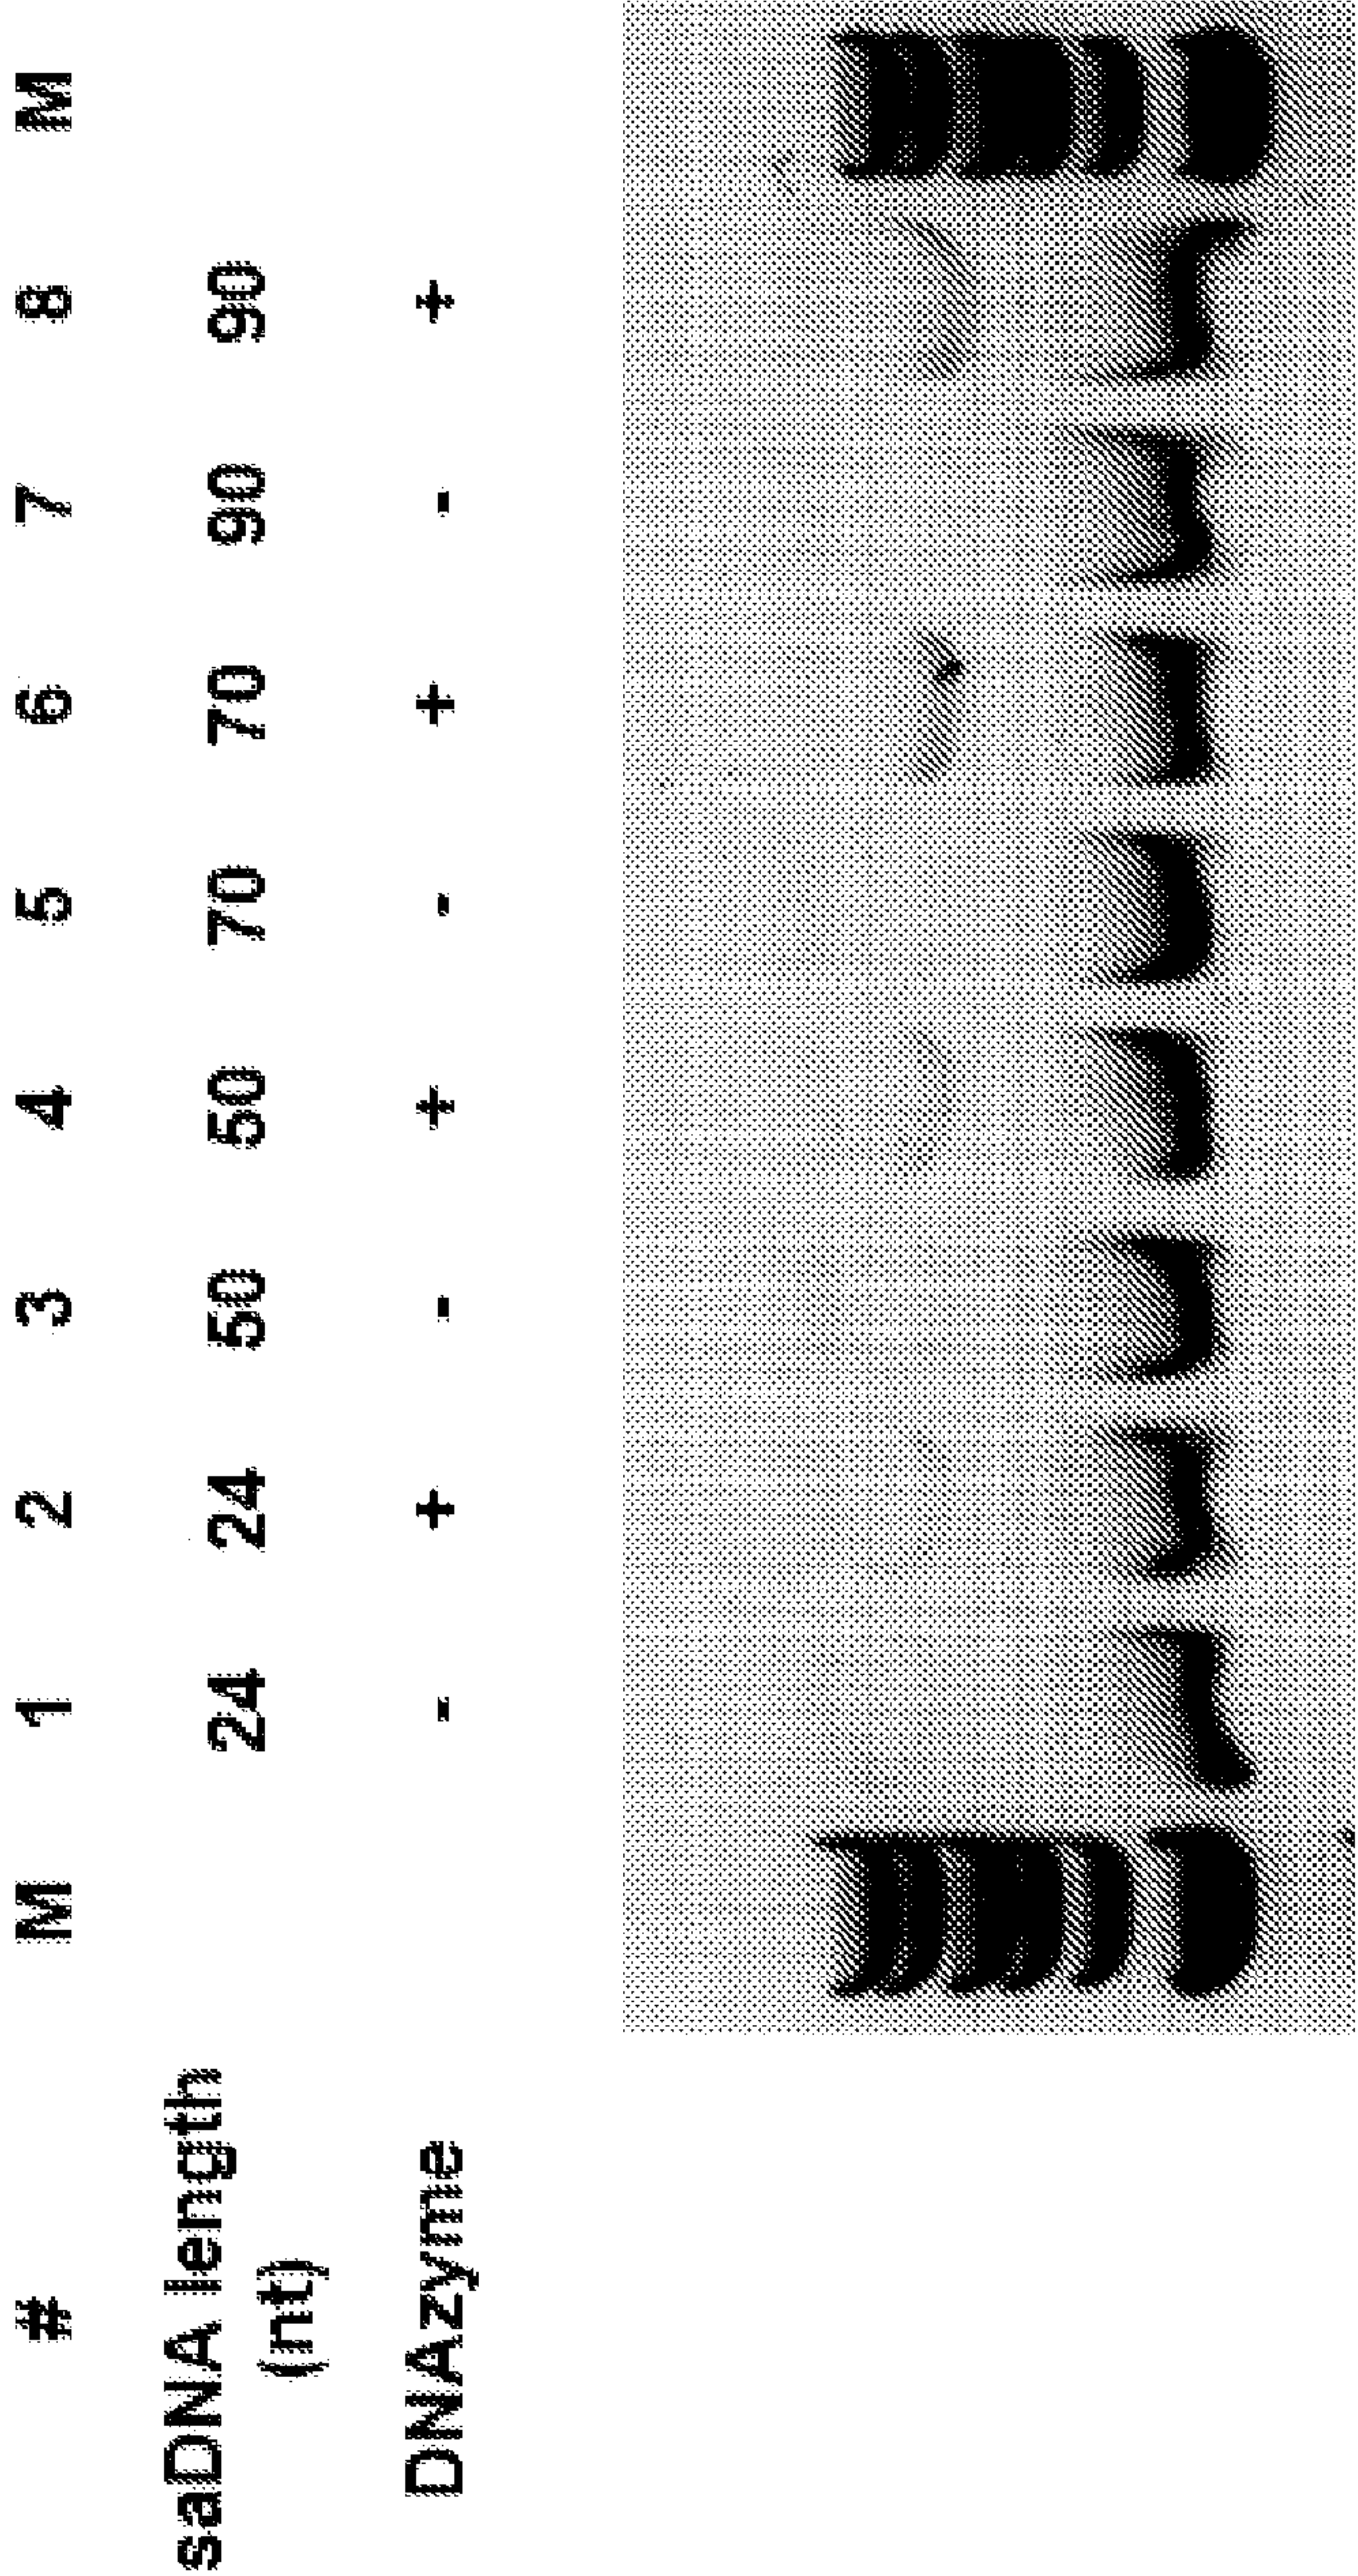 # M 1 2 3 4 5 6 7 8 M
saDNA length 24 24 50 50 70 70 90 90
(nt)
DNAzyme - + - + - + - +